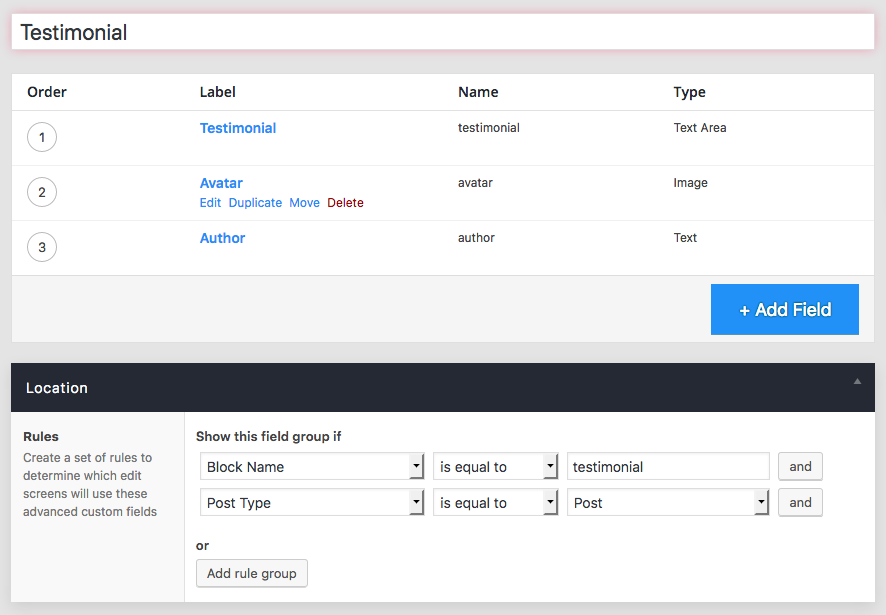 Testimonial
Order Label Name Type
1 Testimonial testimonial Text Area
2 Avatar avatar Image
Edit Duplicate Move Delete
3 Author author Text
+ Add Field
Location
Rules
Create a set of rules to
determine which edit
screens will use these
advanced custom fields
Show this field group if
Block Name is equal to testimonial and
Post Type is equal to Post and
or
Add rule group